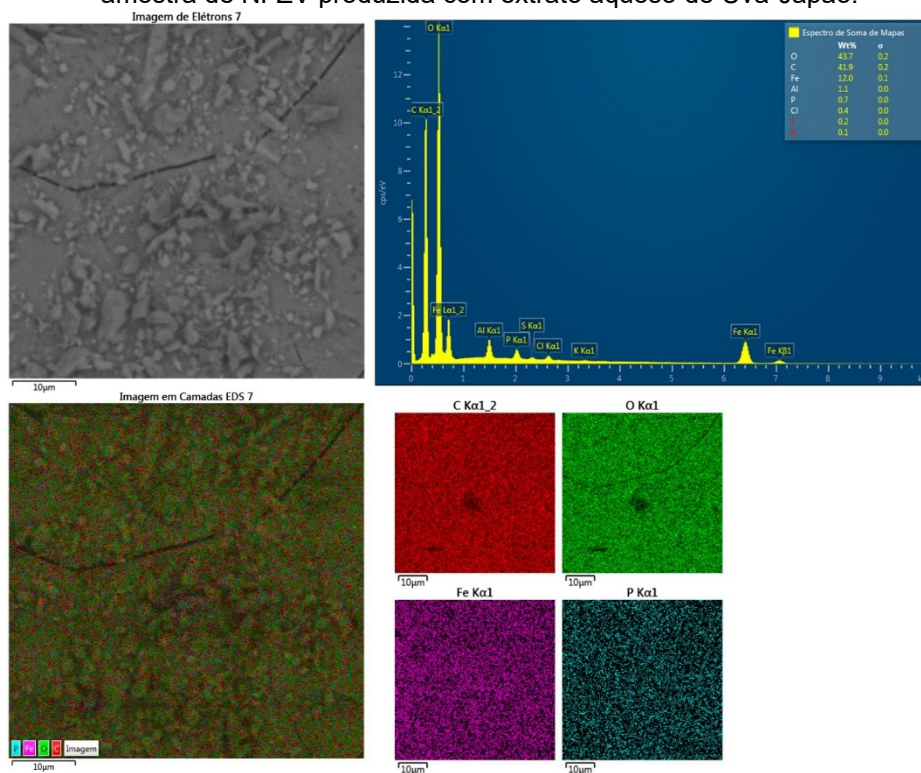 amostra de NPZV produzida com extrato aquoso de Uva-Japão.
Imagem de Elétrons 7
10µm
O Kα1
C Kα1_2
Fe Lα1_2
Al Kα1
P Kα1
S Kα1
Cl Kα1
K Kα1
Fe Kα1
Fe Kβ1
cps/eV
12
10
8
6
4
2
0
0 1 2 3 4 5 6 7 8 9
Espectro de Soma de Mapas
Wt% σ
O 43.7 0.2
C 41.9 0.2
Fe 12.0 0.1
Al 1.1 0.0
P 0.7 0.0
Cl 0.4 0.0
S 0.2 0.0
K 0.1 0.0
Imagem em Camadas EDS 7
P Fe O C Imagem
10µm
C Kα1_2
10µm
O Kα1
10µm
Fe Kα1
10µm
P Kα1
10µm